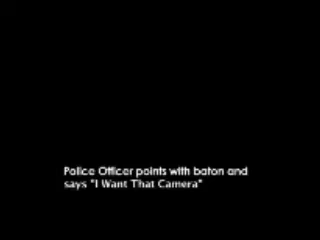 Police Officer points with baton and
says "I Want That Camera"